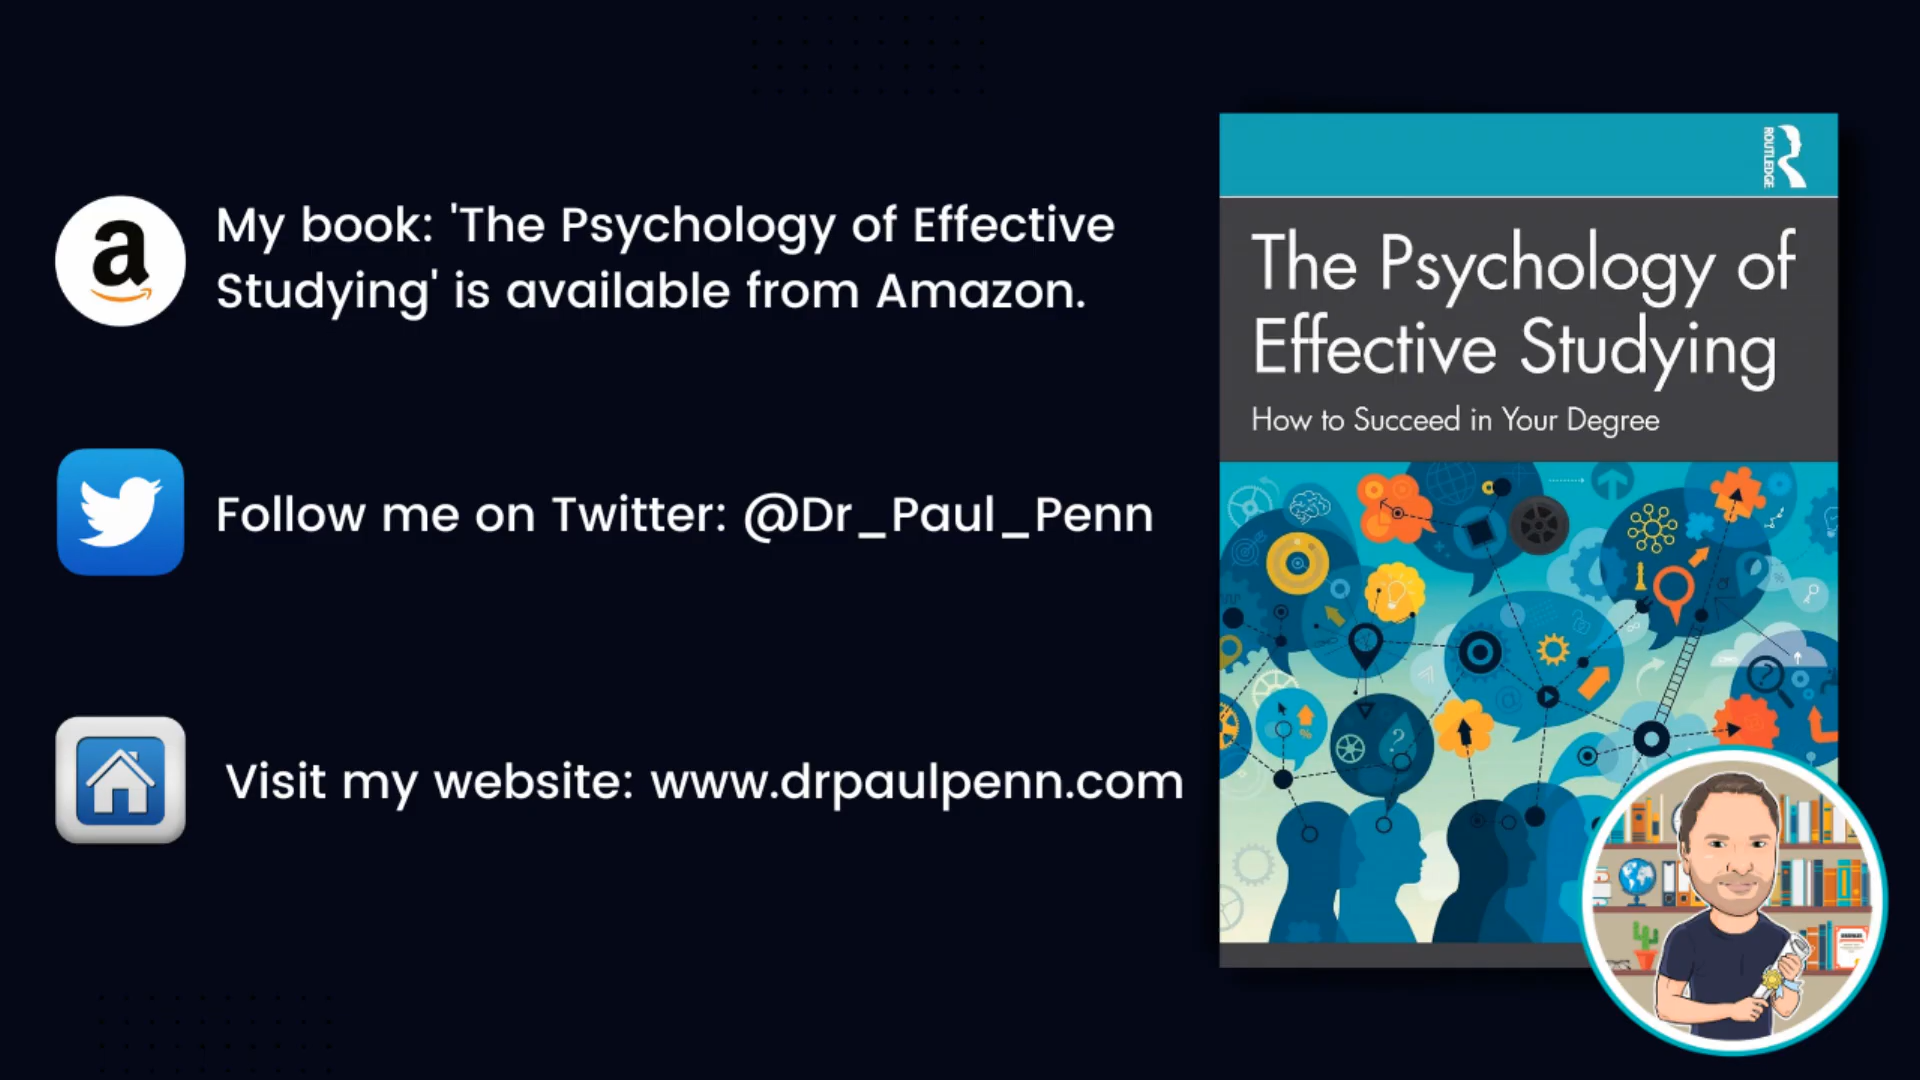 My book: 'The Psychology of Effective
Studying' is available from Amazon.
Follow me on Twitter: @Dr_Paul_Penn
Visit my website: www.drpaulpenn.com
ROUTLEDGE
The Psychology of
Effective Studying
How to Succeed in Your Degree